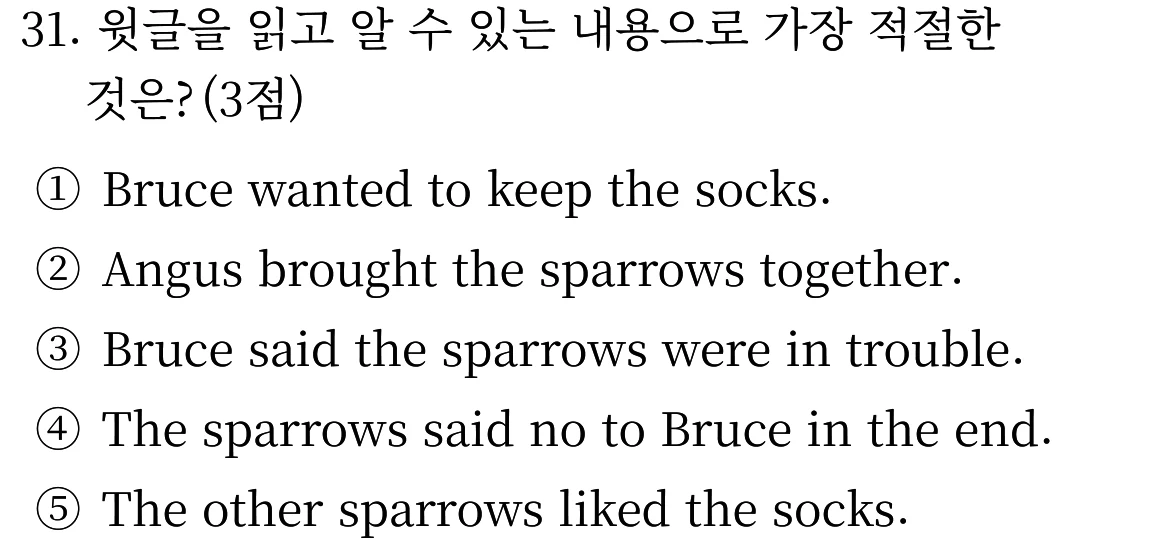 31. 윗글을 읽고 알 수 있는 내용으로 가장 적절한
것은?(3점)
① Bruce wanted to keep the socks.
② Angus brought the sparrows together.
③ Bruce said the sparrows were in trouble.
④ The sparrows said no to Bruce in the end.
⑤ The other sparrows liked the socks.